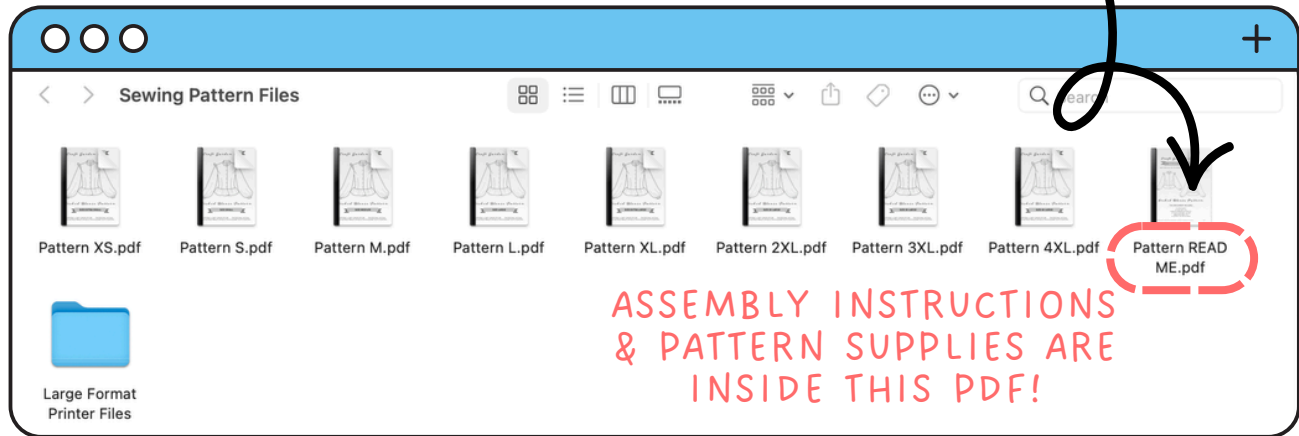 Sewing Pattern Files
Search
Pattern XS.pdf
Pattern S.pdf
Pattern M.pdf
Pattern L.pdf
Pattern XL.pdf
Pattern 2XL.pdf
Pattern 3XL.pdf
Pattern 4XL.pdf
Pattern READ
ME.pdf
ASSEMBLY INSTRUCTIONS
& PATTERN SUPPLIES ARE
INSIDE THIS PDF!
Large Format
Printer Files